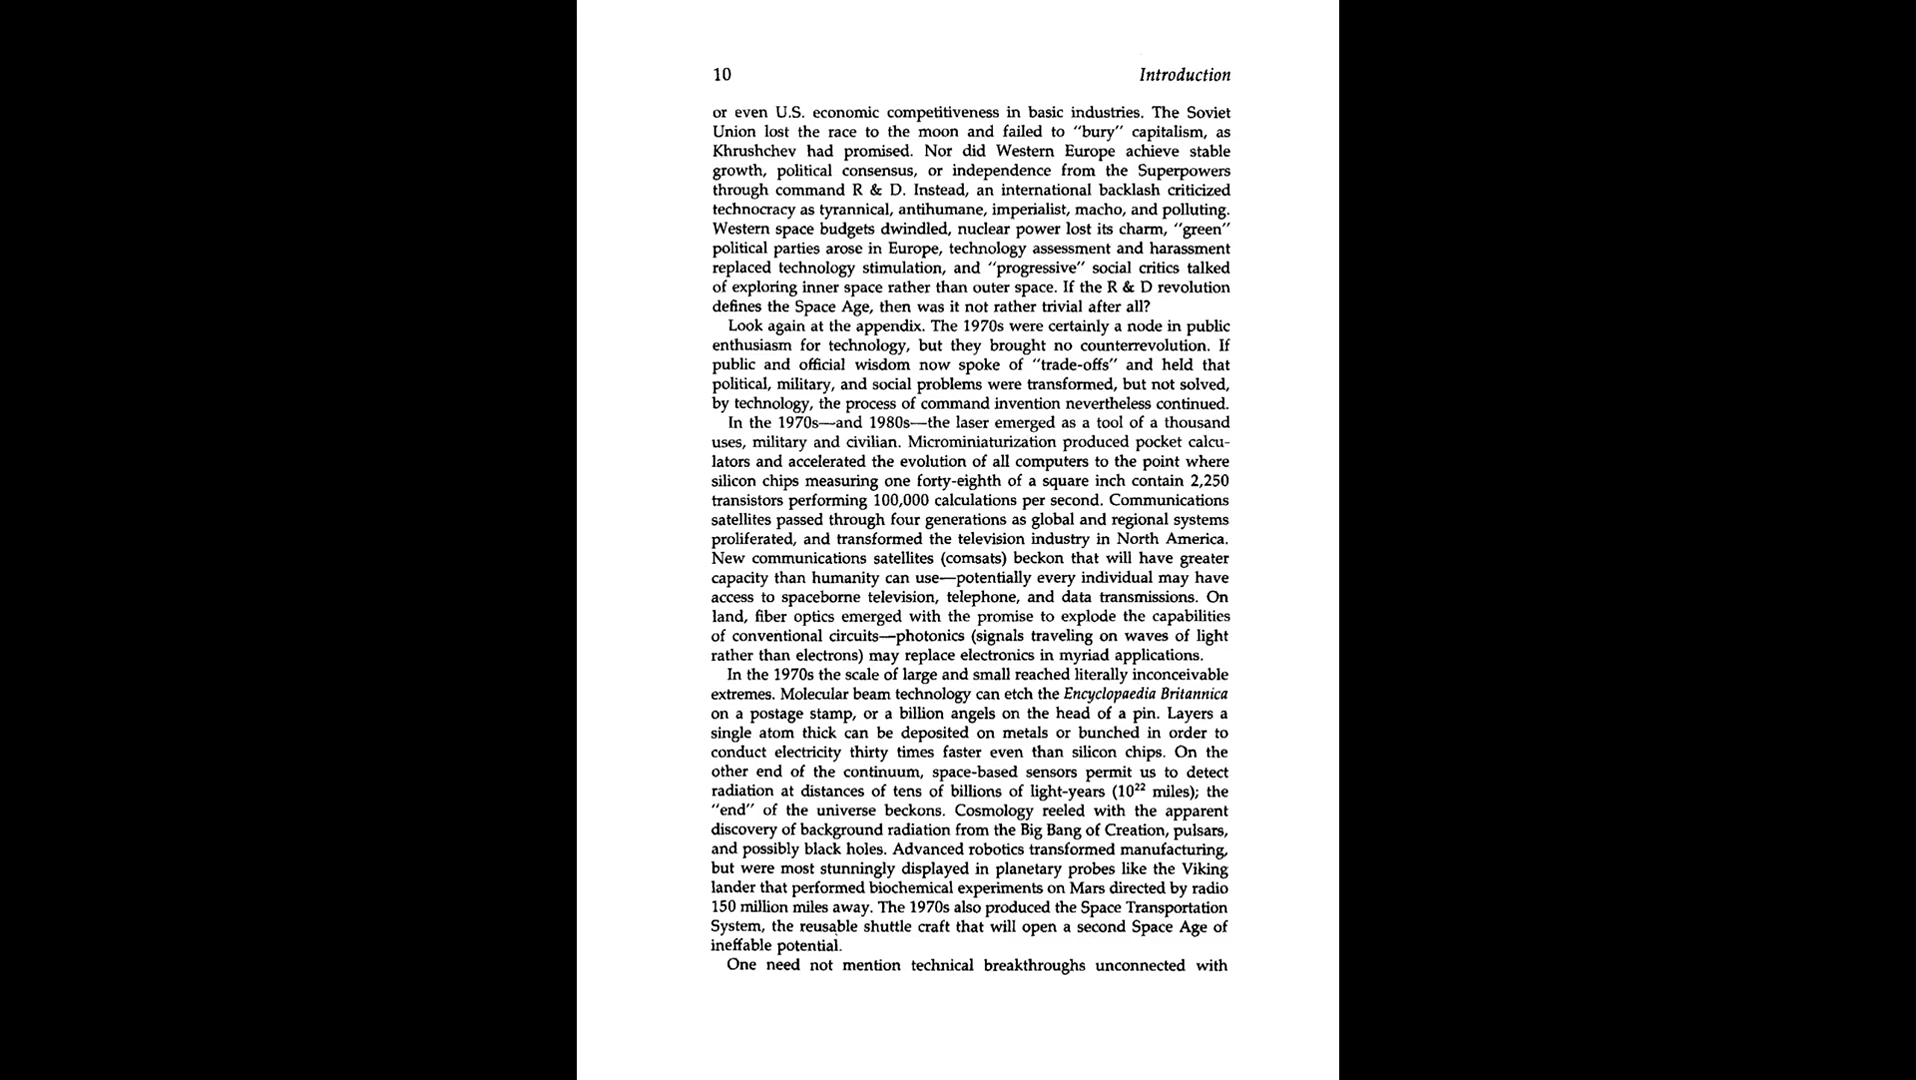 10 Introduction
or even U.S. economic competitiveness in basic industries. The Soviet
Union lost the race to the moon and failed to "bury" capitalism, as
Khrushchev had promised. Nor did Western Europe achieve stable
growth, political consensus, or independence from the Superpowers
through command R & D. Instead, an international backlash criticized
technocracy as tyrannical, antihumane, imperialist, macho, and polluting.
Western space budgets dwindled, nuclear power lost its charm, "green"
political parties arose in Europe, technology assessment and harassment
replaced technology stimulation, and "progressive" social critics talked
of exploring inner space rather than outer space. If the R & D revolution
defines the Space Age, then was it not rather trivial after all?
Look again at the appendix. The 1970s were certainly a node in public
enthusiasm for technology, but they brought no counterrevolution. If
public and official wisdom now spoke of "trade-offs" and held that
political, military, and social problems were transformed, but not solved,
by technology, the process of command invention nevertheless continued.
In the 1970s—and 1980s—the laser emerged as a tool of a thousand
uses, military and civilian. Microminiaturization produced pocket calcu-
lators and accelerated the evolution of all computers to the point where
silicon chips measuring one forty-eighth of a square inch contain 2,250
transistors performing 100,000 calculations per second. Communications
satellites passed through four generations as global and regional systems
proliferated, and transformed the television industry in North America.
New communications satellites (comsats) beckon that will have greater
capacity than humanity can use—potentially every individual may have
access to spaceborne television, telephone, and data transmissions. On
land, fiber optics emerged with the promise to explode the capabilities
of conventional circuits—photonics (signals traveling on waves of light
rather than electrons) may replace electronics in myriad applications.
In the 1970s the scale of large and small reached literally inconceivable
extremes. Molecular beam technology can etch the Encyclopaedia Britannica
on a postage stamp, or a billion angels on the head of a pin. Layers a
single atom thick can be deposited on metals or bunched in order to
conduct electricity thirty times faster even than silicon chips. On the
other end of the continuum, space-based sensors permit us to detect
radiation at distances of tens of billions of light-years (10²² miles); the
"end" of the universe beckons. Cosmology reeled with the apparent
discovery of background radiation from the Big Bang of Creation, pulsars,
and possibly black holes. Advanced robotics transformed manufacturing,
but were most stunningly displayed in planetary probes like the Viking
lander that performed biochemical experiments on Mars directed by radio
150 million miles away. The 1970s also produced the Space Transportation
System, the reusable shuttle craft that will open a second Space Age of
ineffable potential.
One need not mention technical breakthroughs unconnected with